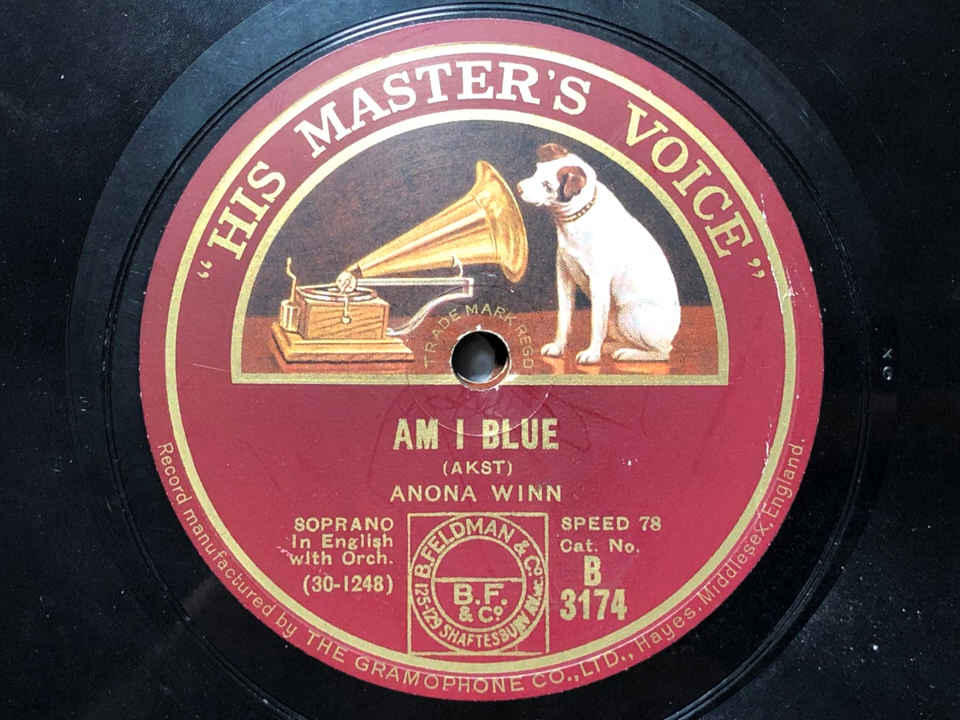 “HIS MASTER'S VOICE”
TRADE MARK REGD
AM I BLUE
(AKST)
ANONA WINN
SOPRANO
In English
with Orch.
(30-1248)
B. FELDMAN & Co
125-129 SHAFTESBURY AV. W.C.
B.F.
& Co.
SPEED 78
Cat. No.
B
3174
Record manufactured by THE GRAMOPHONE CO., LTD., Hayes, Middlesex, England.